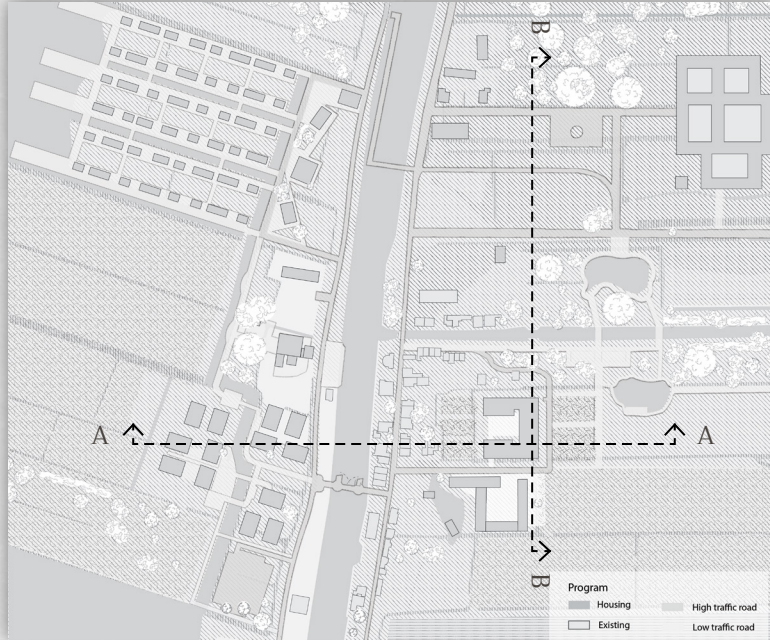 B
A
A
B
Program
Housing
High traffic road
Existing
Low traffic road